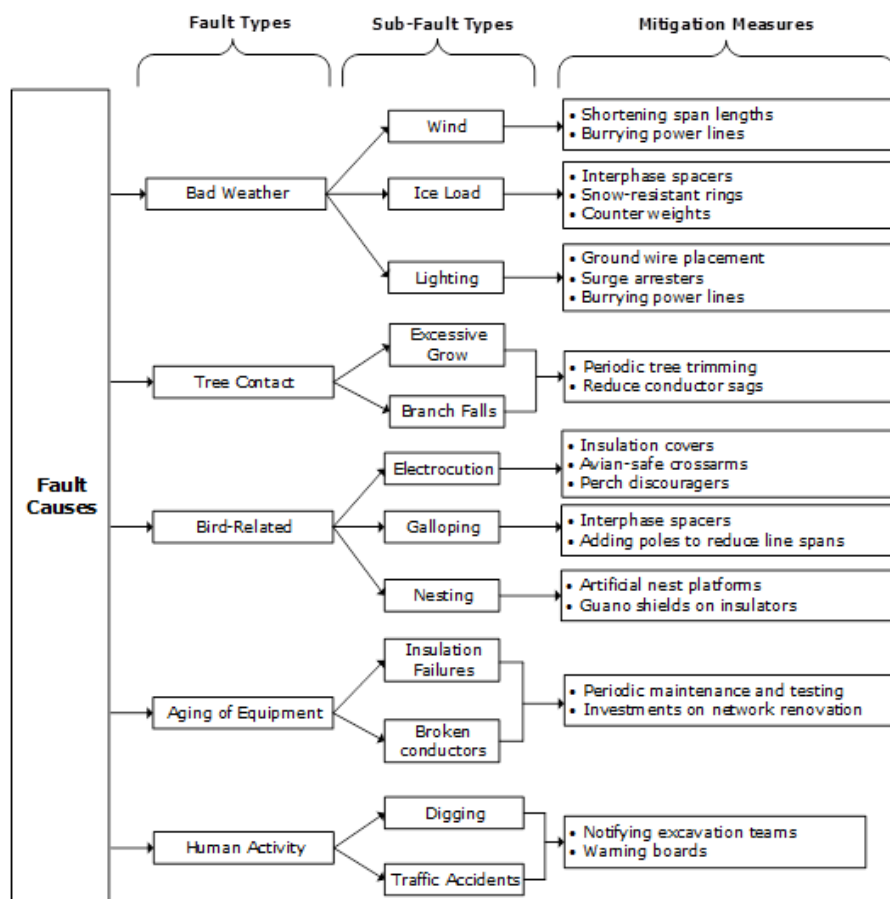 Fault Types
Sub-Fault Types
Mitigation Measures
Fault
Causes
Bad Weather
Wind
• Shortening span lengths
• Burrying power lines
Ice Load
• Interphase spacers
• Snow-resistant rings
• Counter weights
Lighting
• Ground wire placement
• Surge arresters
• Burrying power lines
Tree Contact
Excessive
Grow
Branch Falls
• Periodic tree trimming
• Reduce conductor sags
Bird-Related
Electrocution
• Insulation covers
• Avian-safe crossarms
• Perch discouragers
Galloping
• Interphase spacers
• Adding poles to reduce line spans
Nesting
• Artificial nest platforms
• Guano shields on insulators
Aging of Equipment
Insulation
Failures
Broken
conductors
• Periodic maintenance and testing
• Investments on network renovation
Human Activity
Digging
Traffic Accidents
• Notifying excavation teams
• Warning boards